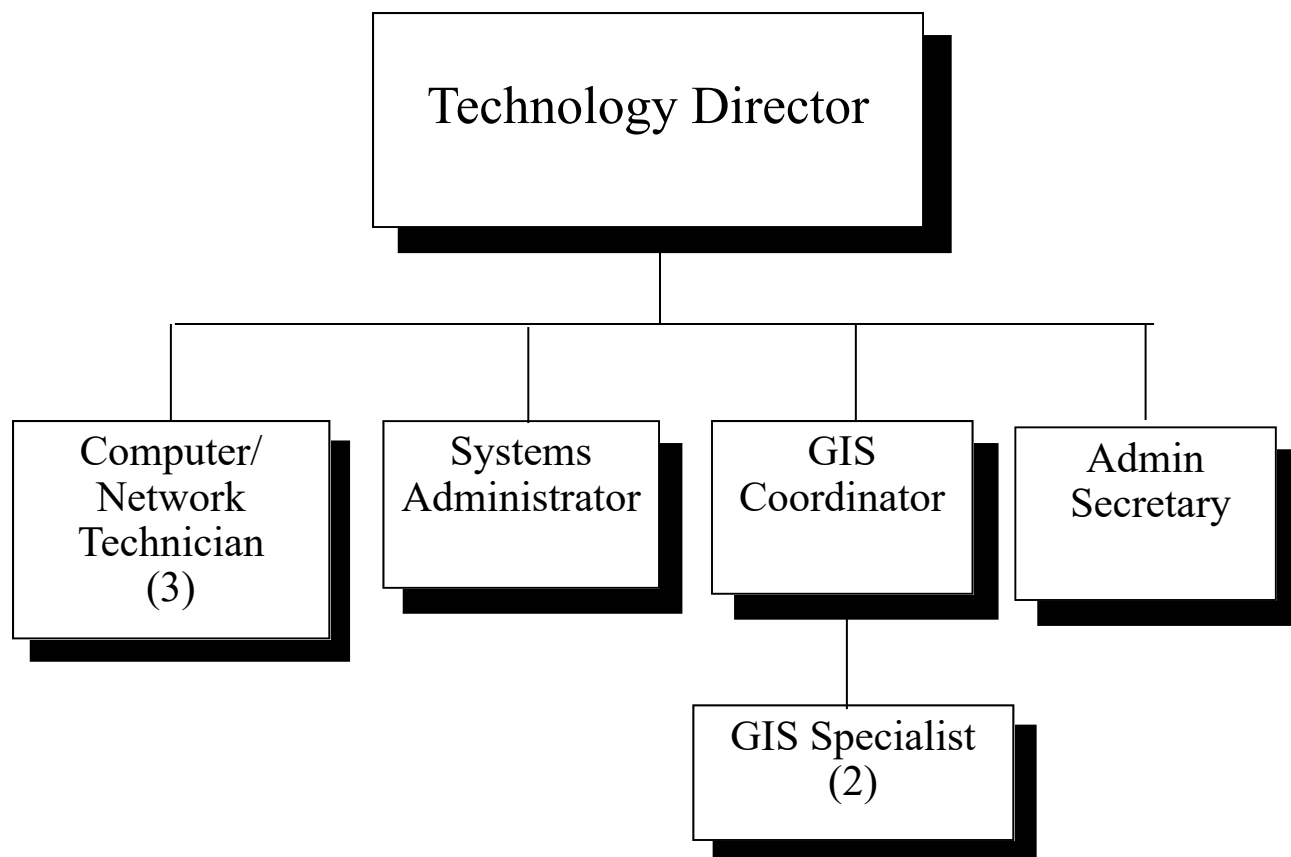 Technology Director
Computer/
Network
Technician
(3)
Systems
Administrator
GIS
Coordinator
Admin
Secretary
GIS Specialist
(2)